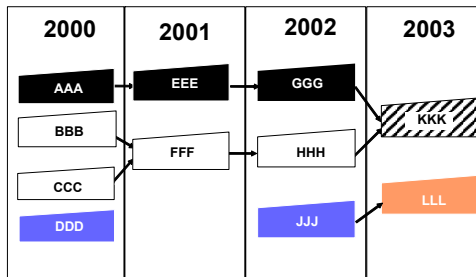 2000
2001
2002
2003
AAA
EEE
GGG
KKK
BBB
FFF
HHH
CCC
DDD
JJJ
LLL